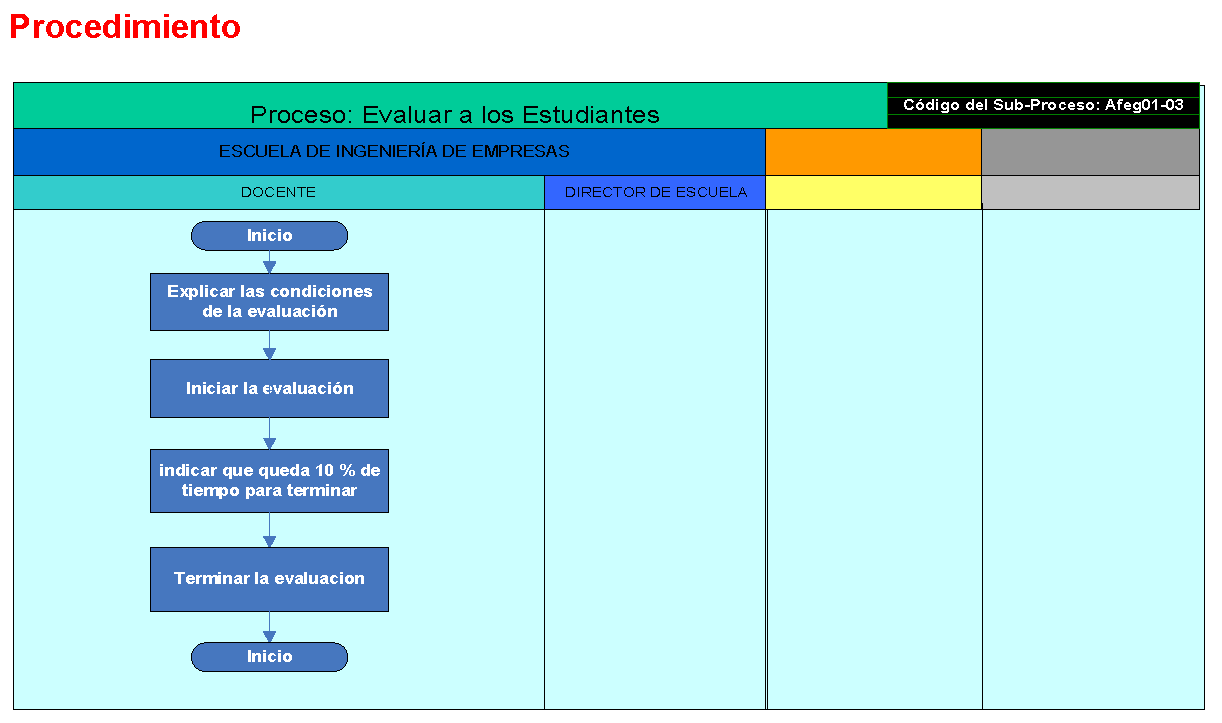 Procedimiento
Proceso: Evaluar a los Estudiantes
Código del Sub-Proceso: Afeg01-03
ESCUELA DE INGENIERÍA DE EMPRESAS
DOCENTE
DIRECTOR DE ESCUELA
Inicio
Explicar las condiciones
de la evaluación
Iniciar la evaluación
indicar que queda 10 % de
tiempo para terminar
Terminar la evaluacion
Inicio